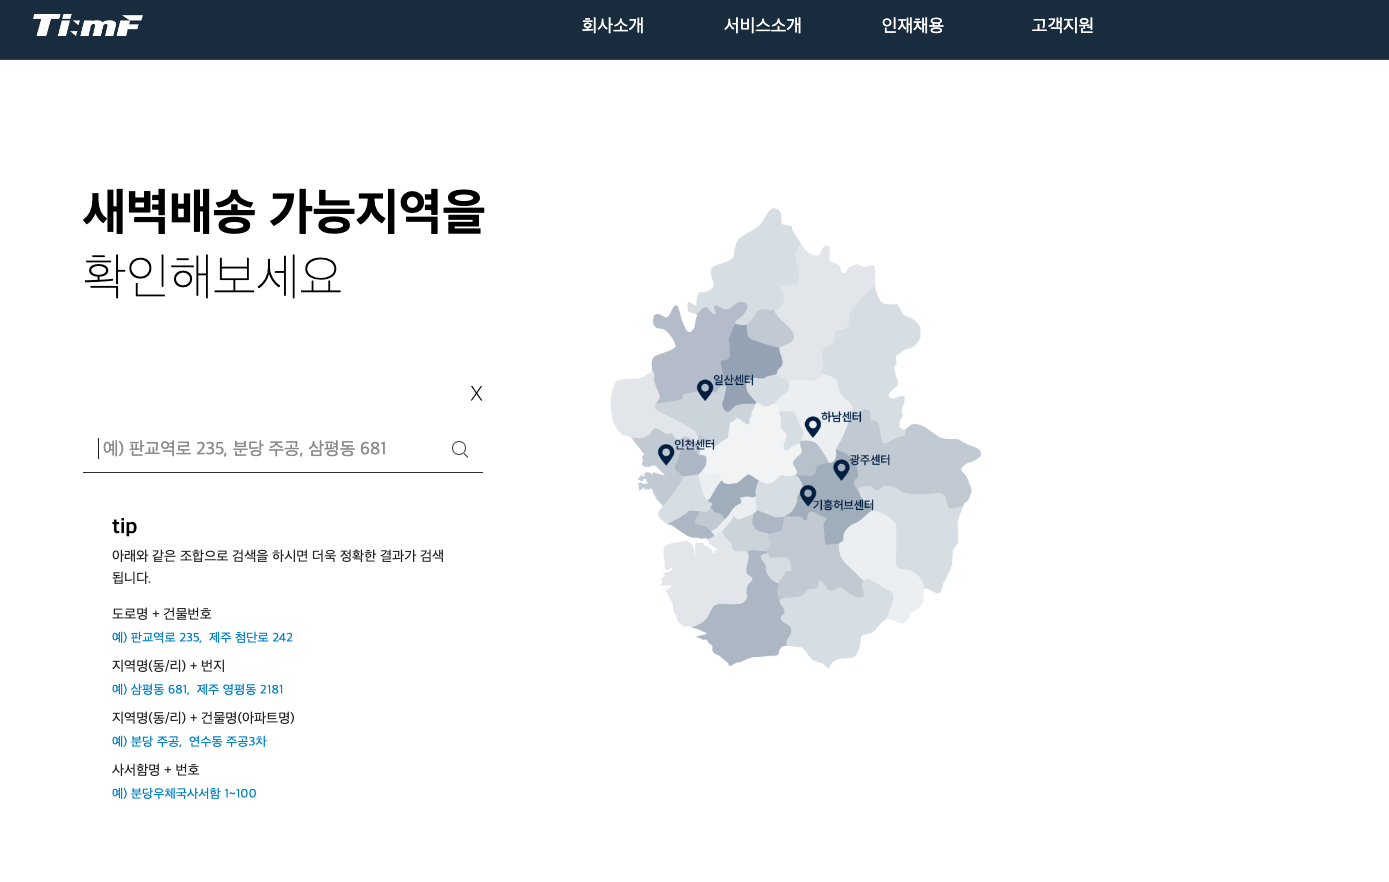 Ti:mF
회사소개 서비스소개 인재채용 고객지원
새벽배송 가능지역을
확인해보세요
X
예) 판교역로 235, 분당 주공, 삼평동 681
tip
아래와 같은 조합으로 검색을 하시면 더욱 정확한 결과가 검색
됩니다.
도로명 + 건물번호
예) 판교역로 235, 제주 첨단로 242
지역명(동/리) + 번지
예) 삼평동 681, 제주 영평동 2181
지역명(동/리) + 건물명(아파트명)
예) 분당 주공, 연수동 주공3차
사서함명 + 번호
예) 분당우체국사서함 1~100
일산센터
하남센터
인천센터
광주센터
기흥허브센터